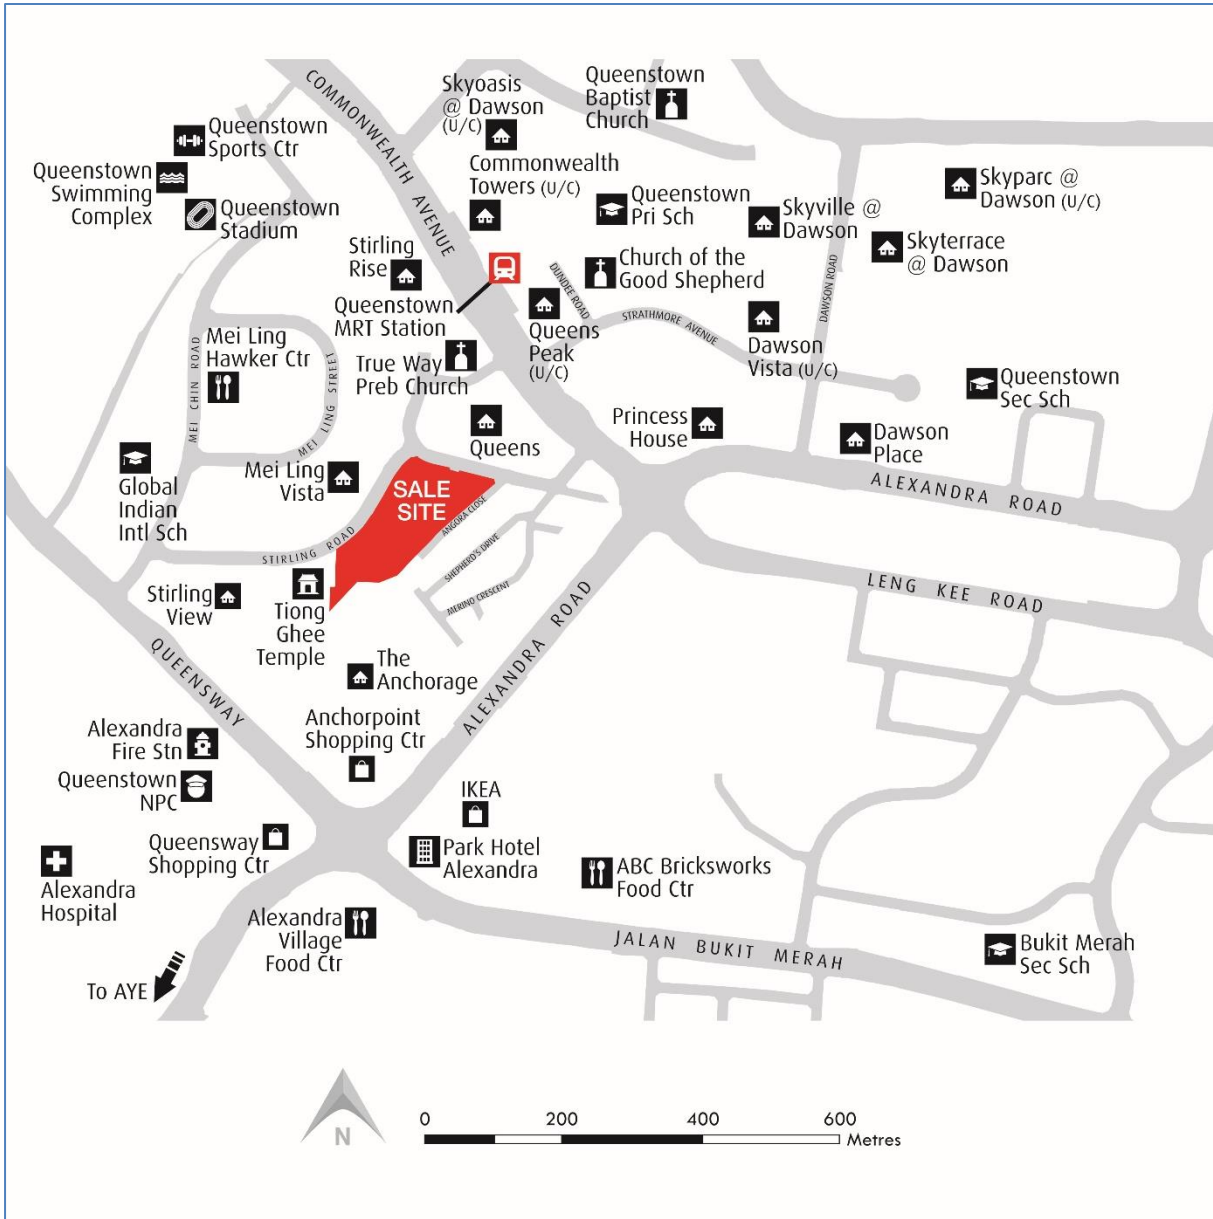 COMMONWEALTH AVENUE
Skyoasis
@ Dawson
(U/C)
Queenstown
Baptist
Church
Queenstown
Sports Ctr
Queenstown
Swimming
Complex
Queenstown
Stadium
Commonwealth
Towers (U/C)
Queenstown
Pri Sch
Skyville @
Dawson
Skyparc @
Dawson (U/C)
Skyterrace
@ Dawson
Stirling
Rise
Church of the
Good Shepherd
DUNDEE ROAD
DAWSON ROAD
STRATHMORE AVENUE
Queenstown
MRT Station
Queens
Peak
(U/C)
Dawson
Vista (U/C)
Mei Ling
Hawker Ctr
MEI CHIN ROAD
MEI LING STREET
True Way
Preb Church
Queenstown
Sec Sch
Queens
Princess
House
Dawson
Place
Global
Indian
Intl Sch
Mei Ling
Vista
SALE
SITE
ALEXANDRA ROAD
ANGORA CLOSE
SHEPHERD'S DRIVE
MERINO CRESCENT
STIRLING ROAD
LENG KEE ROAD
Stirling
View
Tiong
Ghee
Temple
QUEENSWAY
The
Anchorage
ALEXANDRA ROAD
Anchorpoint
Shopping Ctr
Alexandra
Fire Stn
Queenstown
NPC
IKEA
Queensway
Shopping Ctr
Park Hotel
Alexandra
ABC Bricksworks
Food Ctr
Alexandra
Hospital
Alexandra
Village
Food Ctr
JALAN BUKIT MERAH
Bukit Merah
Sec Sch
To AYE
N
0 200 400 600
Metres